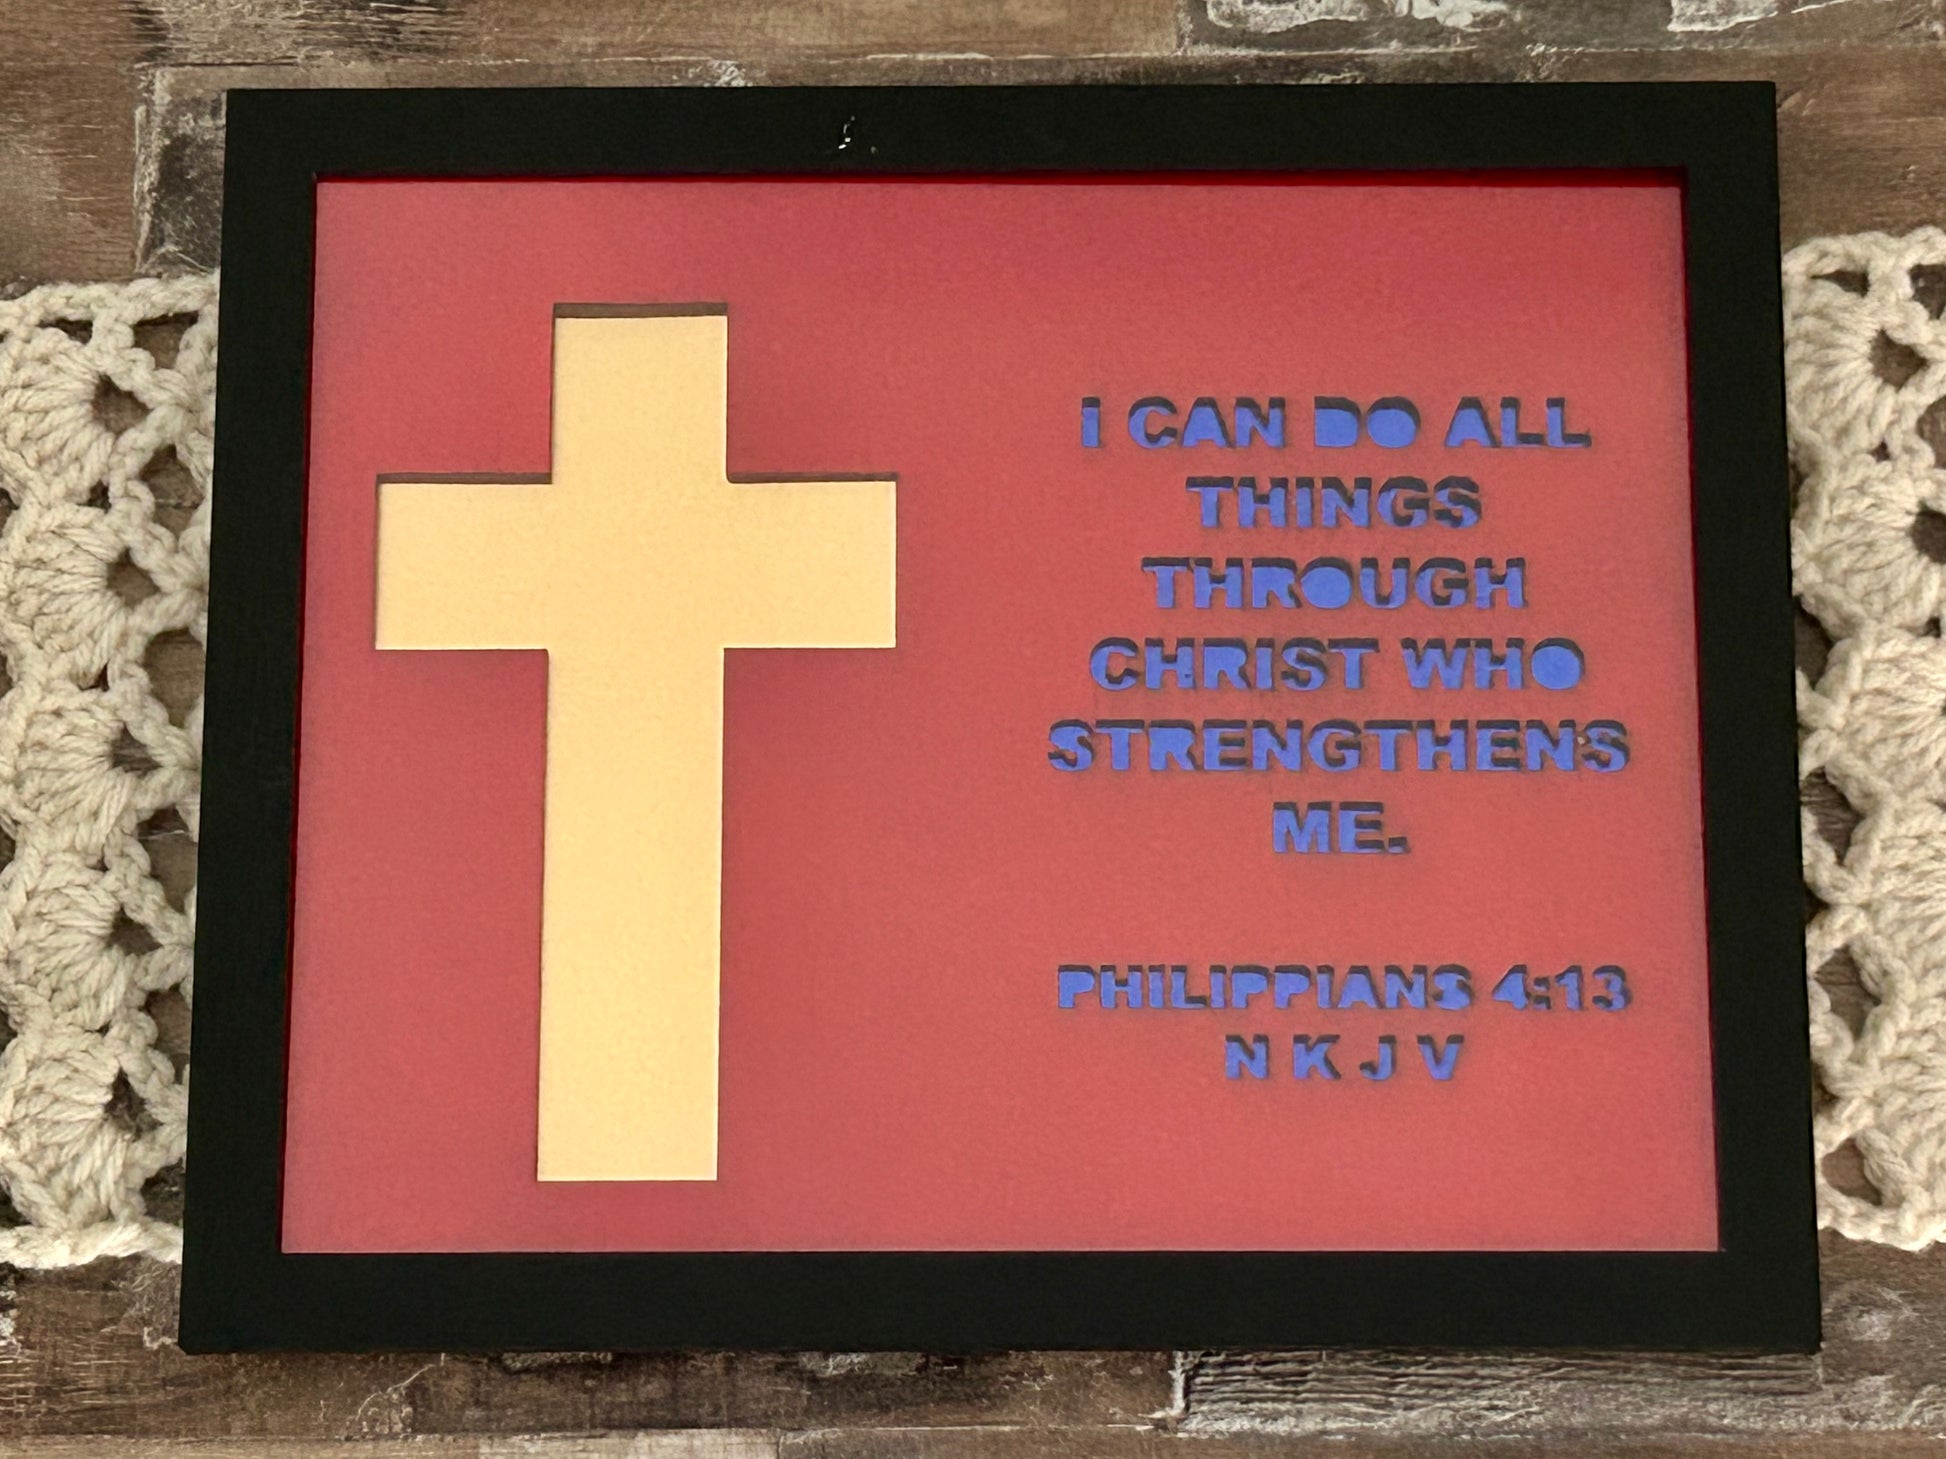 I CAN DO ALL
THINGS
THROUGH
CHRIST WHO
STRENGTHENS
ME.
PHILIPPIANS 4:13
N K J V